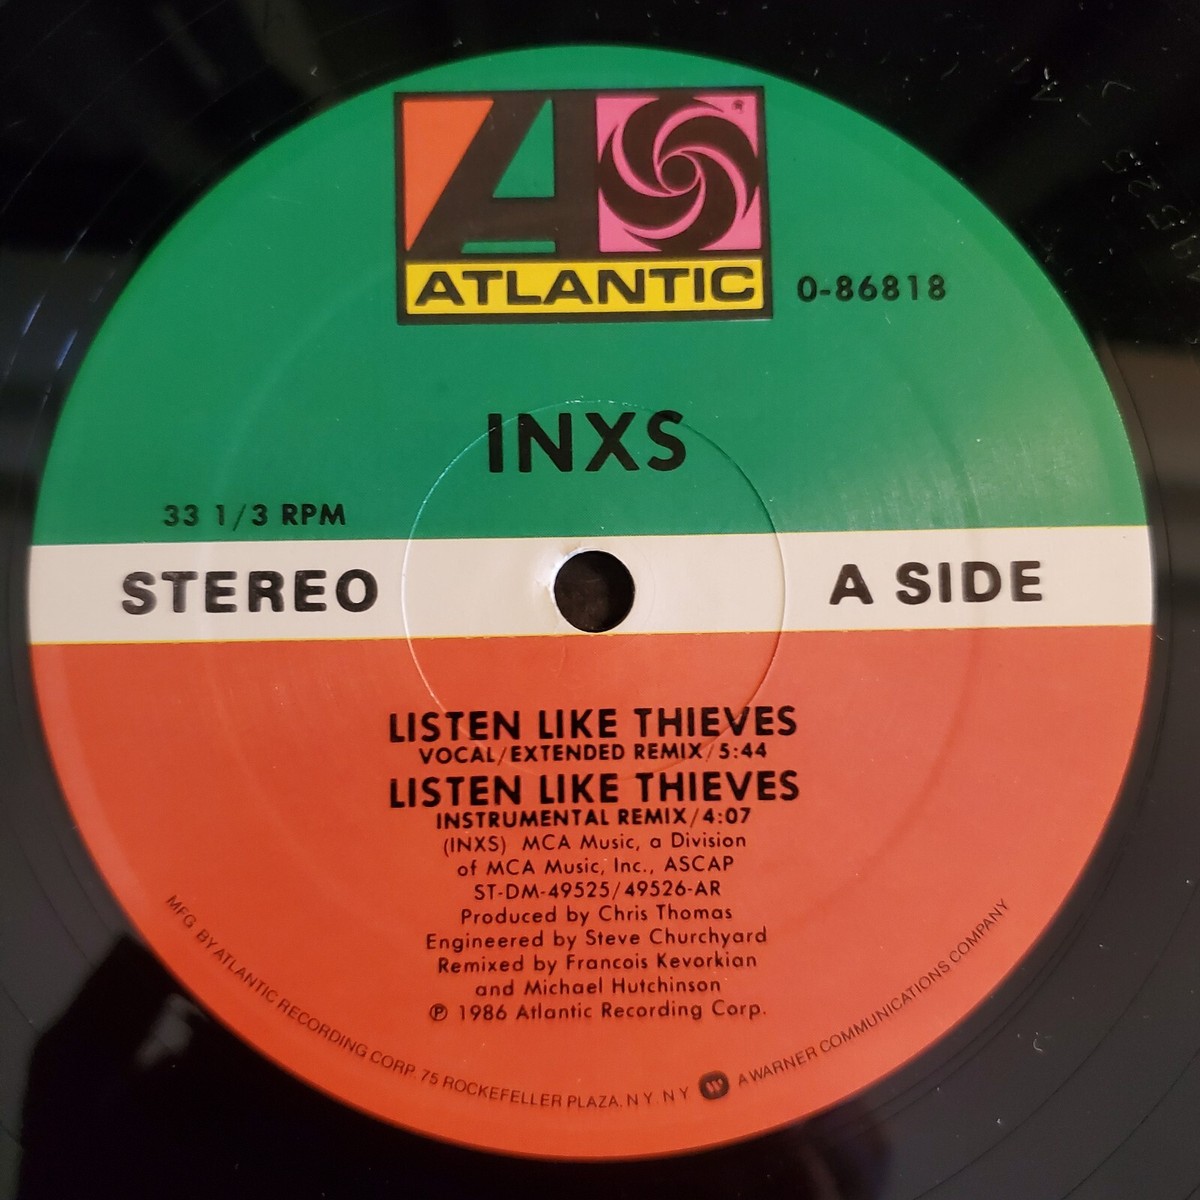 ATLANTIC
0-86818
INXS
33 1/3 RPM
STEREO
A SIDE
LISTEN LIKE THIEVES
VOCAL/EXTENDED REMIX/5:44
LISTEN LIKE THIEVES
INSTRUMENTAL REMIX/4:07
(INXS) MCA Music, a Division
of MCA Music, Inc., ASCAP
ST-DM-49525/49526-AR
Produced by Chris Thomas
Engineered by Steve Churchyard
Remixed by Francois Kevorkian
and Michael Hutchinson
℗ 1986 Atlantic Recording Corp.
MFG BY ATLANTIC RECORDING CORP. 75 ROCKEFELLER PLAZA, N Y. N Y A WARNER COMMUNICATIONS COMPANY